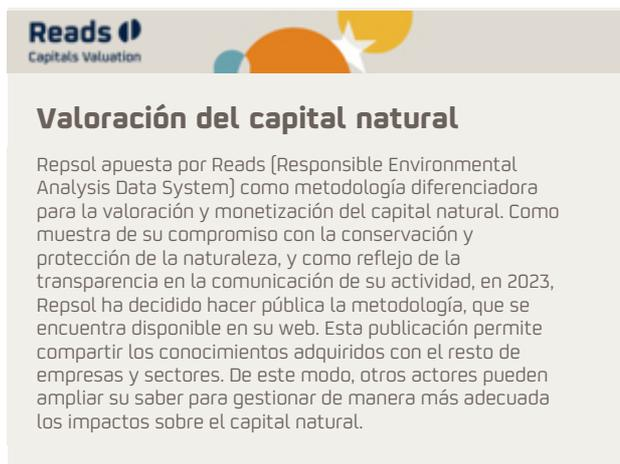 Reads
Capitals Valuation
Valoración del capital natural
Repsol apuesta por Reads (Responsible Environmental
Analysis Data System) como metodología diferenciadora
para la valoración y monetización del capital natural. Como
muestra de su compromiso con la conservación y
protección de la naturaleza, y como reflejo de la
transparencia en la comunicación de su actividad, en 2023,
Repsol ha decidido hacer pública la metodología, que se
encuentra disponible en su web. Esta publicación permite
compartir los conocimientos adquiridos con el resto de
empresas y sectores. De este modo, otros actores pueden
ampliar su saber para gestionar de manera más adecuada
los impactos sobre el capital natural.